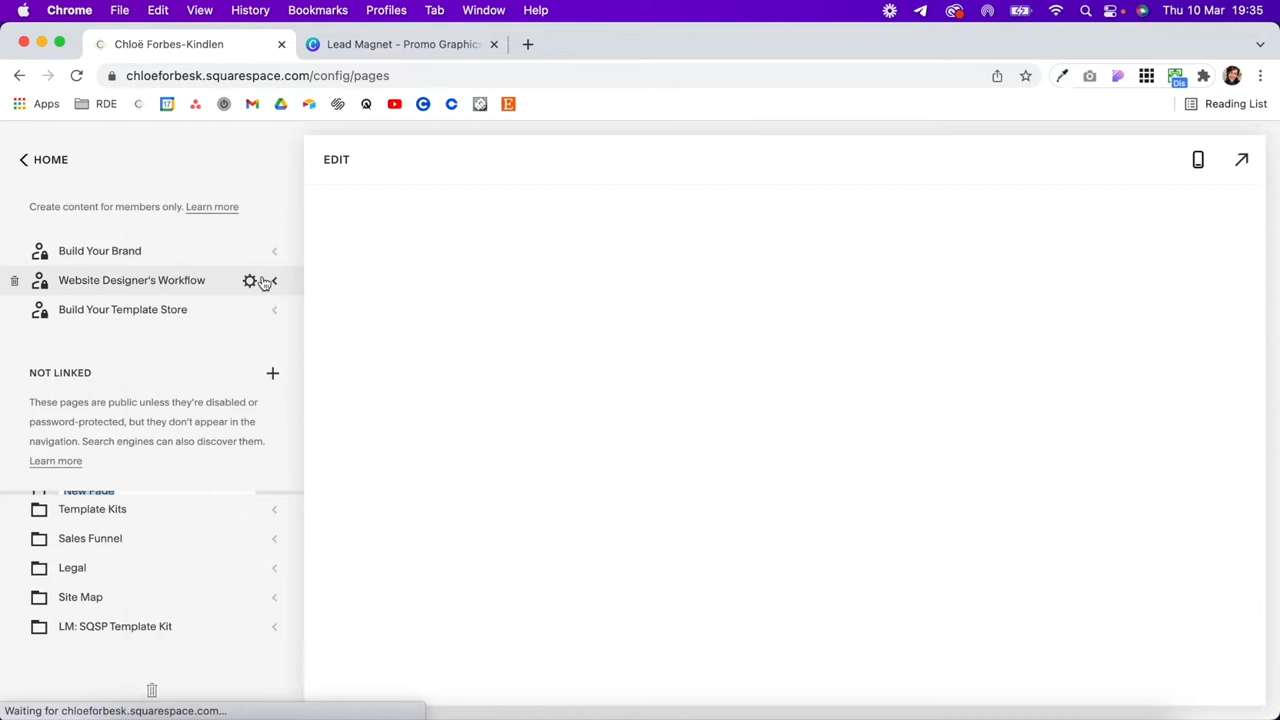 Chrome File Edit View History Bookmarks Profiles Tab Window Help Thu 10 Mar 19:35
Chloë Forbes-Kindlen Lead Magnet - Promo Graphics
chloeforbesk.squarespace.com/config/pages Dis
Apps RDE 17 Reading List
HOME
EDIT
Create content for members only. Learn more
Build Your Brand
Website Designer's Workflow
Build Your Template Store
NOT LINKED
These pages are public unless they're disabled or
password-protected, but they don't appear in the
navigation. Search engines can also discover them.
Learn more
New Page
Template Kits
Sales Funnel
Legal
Site Map
LM: SQSP Template Kit
Waiting for chloeforbesk.squarespace.com...